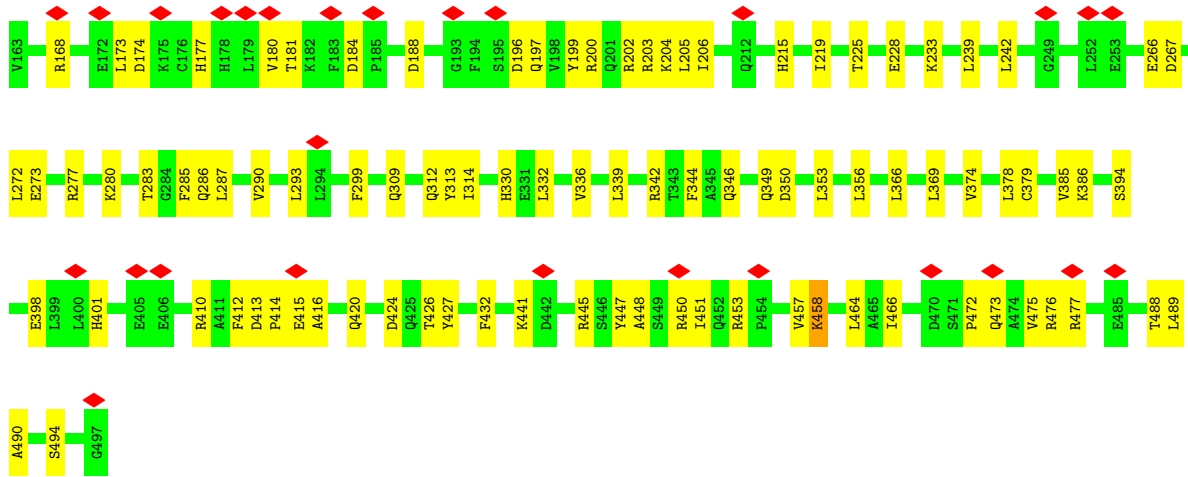 V163 R168 E172 L173 D174 K175 C176 H177 H178 L179 V180 T181 K182 F183 D184 P185 D188 G193 F194 S195 D196 Q197 V198 Y199 R200 Q201 R202 R203 K204 L205 I206 Q212 H215 I219 T225 E228 K233 L239 L242 G249 L252 E253 E266 D267
L272 E273 R277 K280 T283 G284 F285 Q286 L287 V290 L293 L294 F299 Q309 Q312 Y313 I314 H330 E331 L332 V336 L339 R342 T343 F344 A345 Q346 Q349 D350 L353 L356 L366 L369 V374 L378 C379 V385 K386 S394
E398 L399 L400 H401 E405 E406 R410 A411 F412 D413 P414 E415 A416 Q420 D424 Q425 T426 Y427 F432 K441 D442 R445 S446 Y447 A448 S449 R450 I451 Q452 R453 P454 V457 K458 L464 A465 I466 D470 S471 P472 Q473 A474 V475 R476 R477 E485 T488 L489
A490 S494 G497